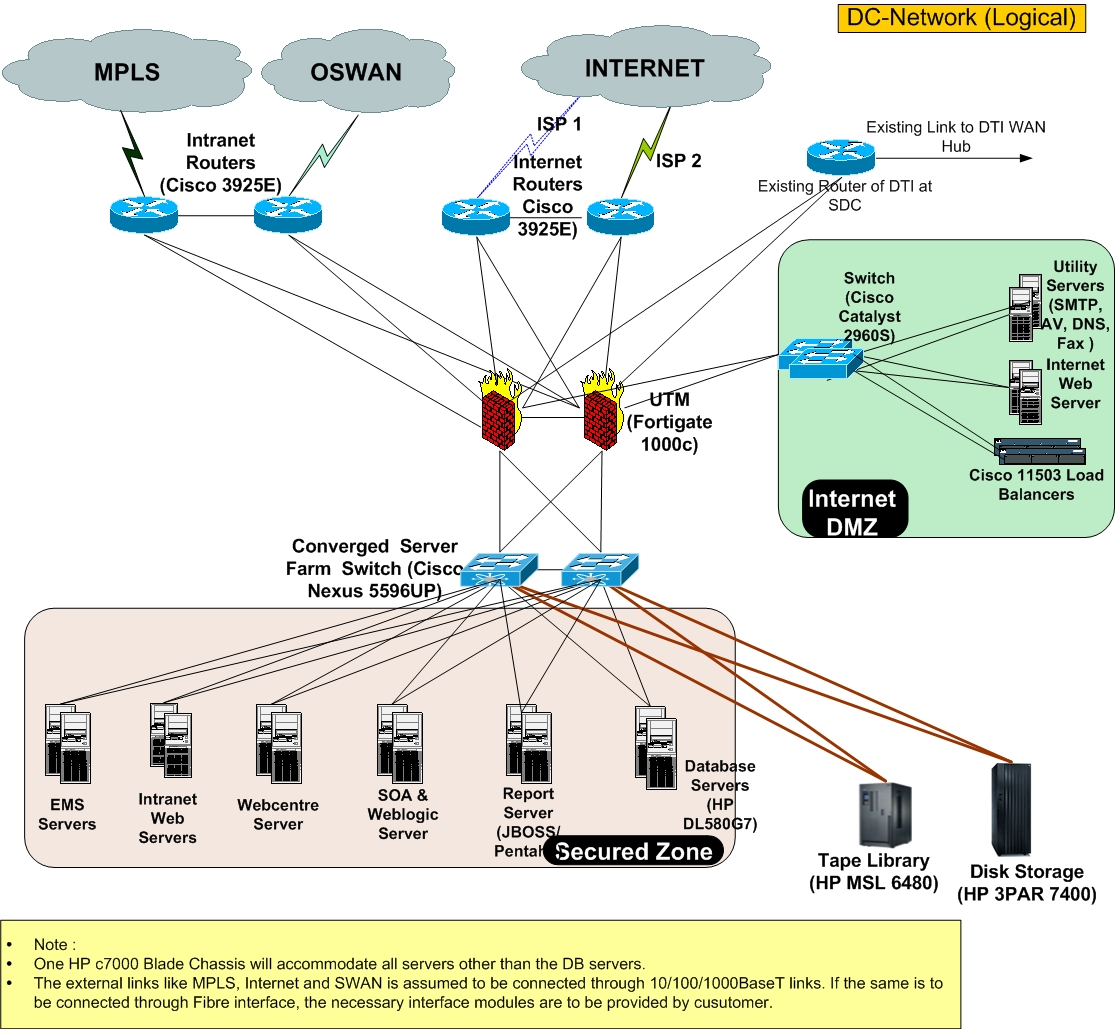 DC-Network (Logical)
MPLS
OSWAN
INTERNET
Intranet
Routers
(Cisco 3925E)
ISP 1
Internet
Routers
Cisco
3925E)
ISP 2
Existing Link to DTI WAN
Hub
Existing Router of DTI at
SDC
Switch
(Cisco
Catalyst
2960S)
Utility
Servers
(SMTP,
AV, DNS,
Fax )
Internet
Web
Server
Cisco 11503 Load
Balancers
Internet
DMZ
UTM
(Fortigate
1000c)
Converged Server
Farm Switch (Cisco
Nexus 5596UP)
EMS
Servers
Intranet
Web
Servers
Webcentre
Server
SOA &
Weblogic
Server
Report
Server
(JBOSS/
Database
Servers
(HP
DL580G7)
Secured Zone
Tape Library
(HP MSL 6480)
Disk Storage
(HP 3PAR 7400)
• Note :
• One HP c7000 Blade Chassis will accommodate all servers other than the DB servers.
• The external links like MPLS, Internet and SWAN is assumed to be connected through 10/100/1000BaseT links. If the same is to
be connected through Fibre interface, the necessary interface modules are to be provided by cusutomer.